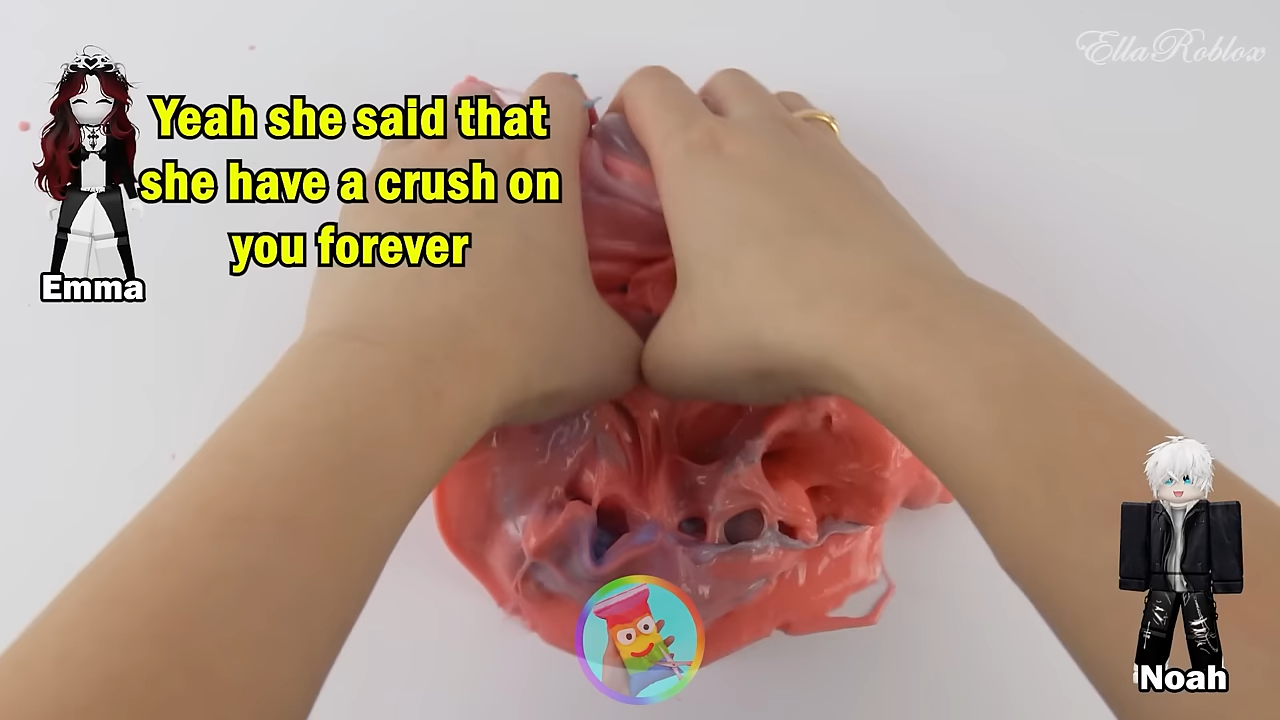 EllaRoblox
Yeah she said that
she have a crush on
you forever
Emma
Noah